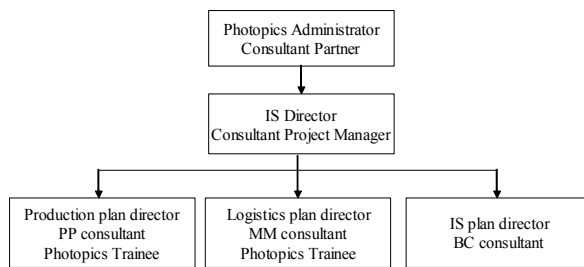 Photopics Administrator
Consultant Partner
IS Director
Consultant Project Manager
Production plan director
PP consultant
Photopics Trainee
Logistics plan director
MM consultant
Photopics Trainee
IS plan director
BC consultant